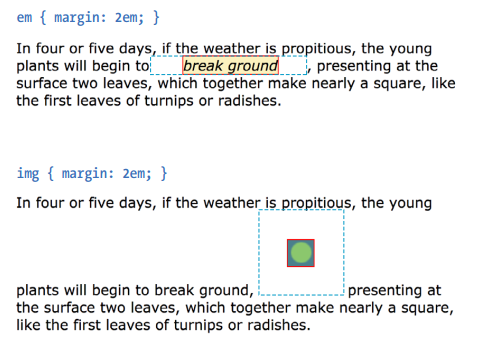 em { margin: 2em; }
In four or five days, if the weather is propitious, the young
plants will begin to break ground, presenting at the
surface two leaves, which together make nearly a square, like
the first leaves of turnips or radishes.
img { margin: 2em; }
In four or five days, if the weather is propitious, the young
plants will begin to break ground, presenting at
the surface two leaves, which together make nearly a square,
like the first leaves of turnips or radishes.